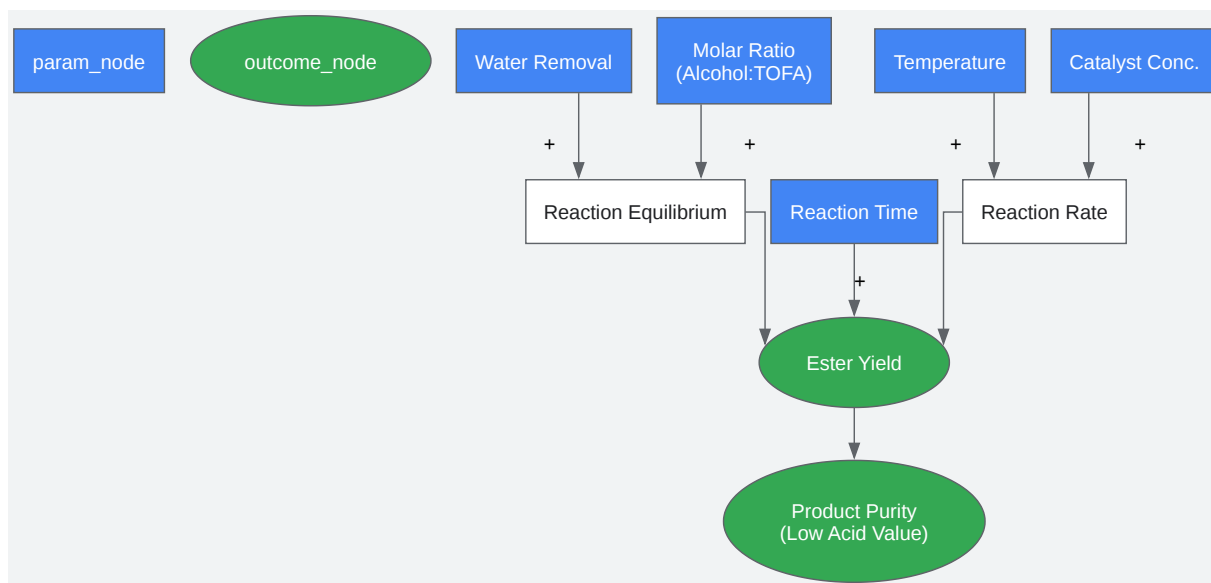 param_node
outcome_node
Water Removal
Molar Ratio
(Alcohol:TOFA)
Temperature
Catalyst Conc.
+
+
+
+
Reaction Equilibrium
Reaction Time
Reaction Rate
+
Ester Yield
Product Purity
(Low Acid Value)